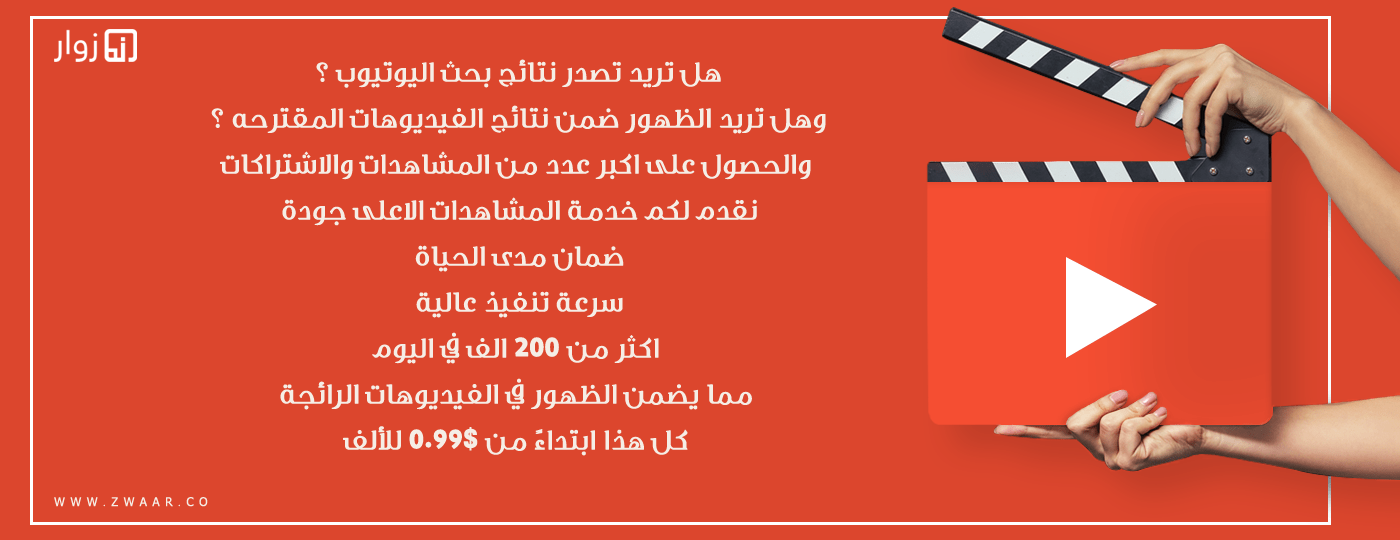 زوار
هل تريد تصدر نتائج بحث اليوتيوب ؟
وهل تريد الظهور ضمن نتائج الفيديوهات المقترحه ؟
والحصول على اكبر عدد من المشاهدات والاشتراكات
نقدم لكم خدمة المشاهدات الاعلى جودة
ضمان مدى الحياة
سرعة تنفيذ عالية
اكثر من 200 الف في اليوم
مما يضمن الظهور في الفيديوهات الرائجة
كل هذا ابتداءً من 0.99$ للألف
WWW.ZWAAR.CO